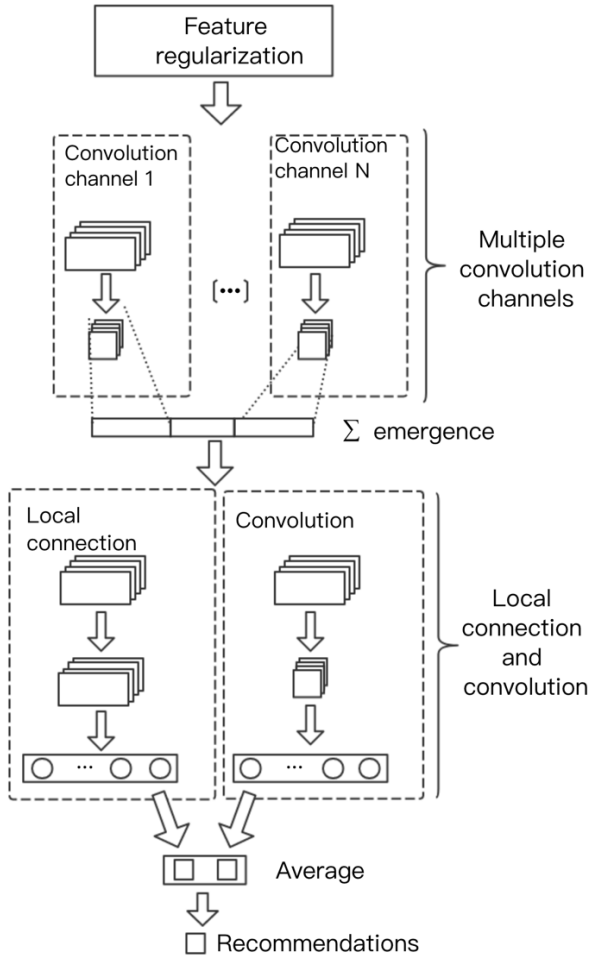 Feature
regularization
Convolution
channel 1
Convolution
channel N
[•••]
Multiple
convolution
channels
∑ emergence
Local
connection
Convolution
Local
connection
and
convolution
...
...
Average
Recommendations